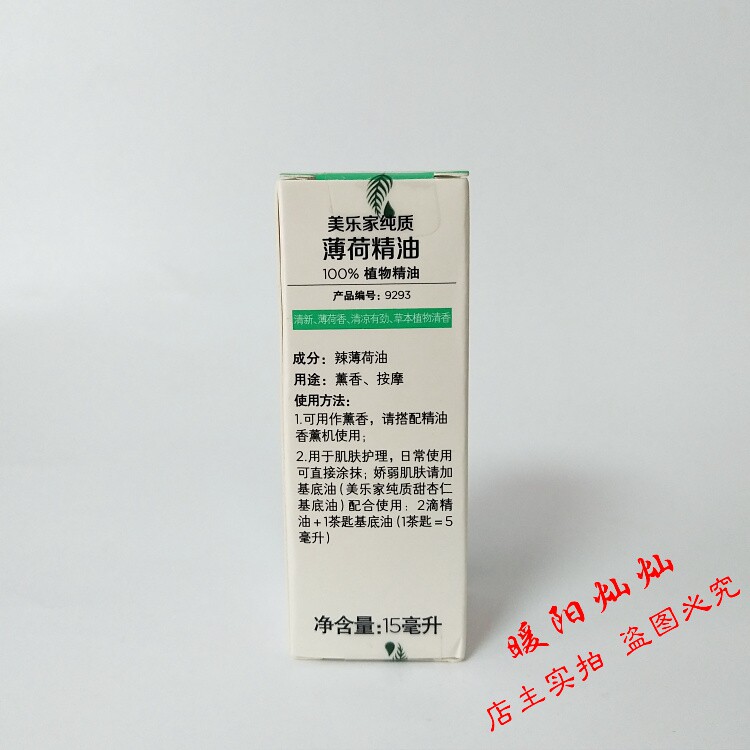 美乐家纯质
薄荷精油
100% 植物精油
产品编号：9293
清新、薄荷香、清凉有劲、草本植物清香
成分：辣薄荷油
用途：薰香、按摩
使用方法：
1.可用作薰香，请搭配精油
香薰机使用；
2.用于肌肤护理，日常使用
可直接涂抹；娇弱肌肤请加
基底油（美乐家纯质甜杏仁
基底油）配合使用；2滴精
油+1茶匙基底油（1茶匙=5
毫升）
净含量：15毫升
暖阳灿灿
店主实拍 盗图必究